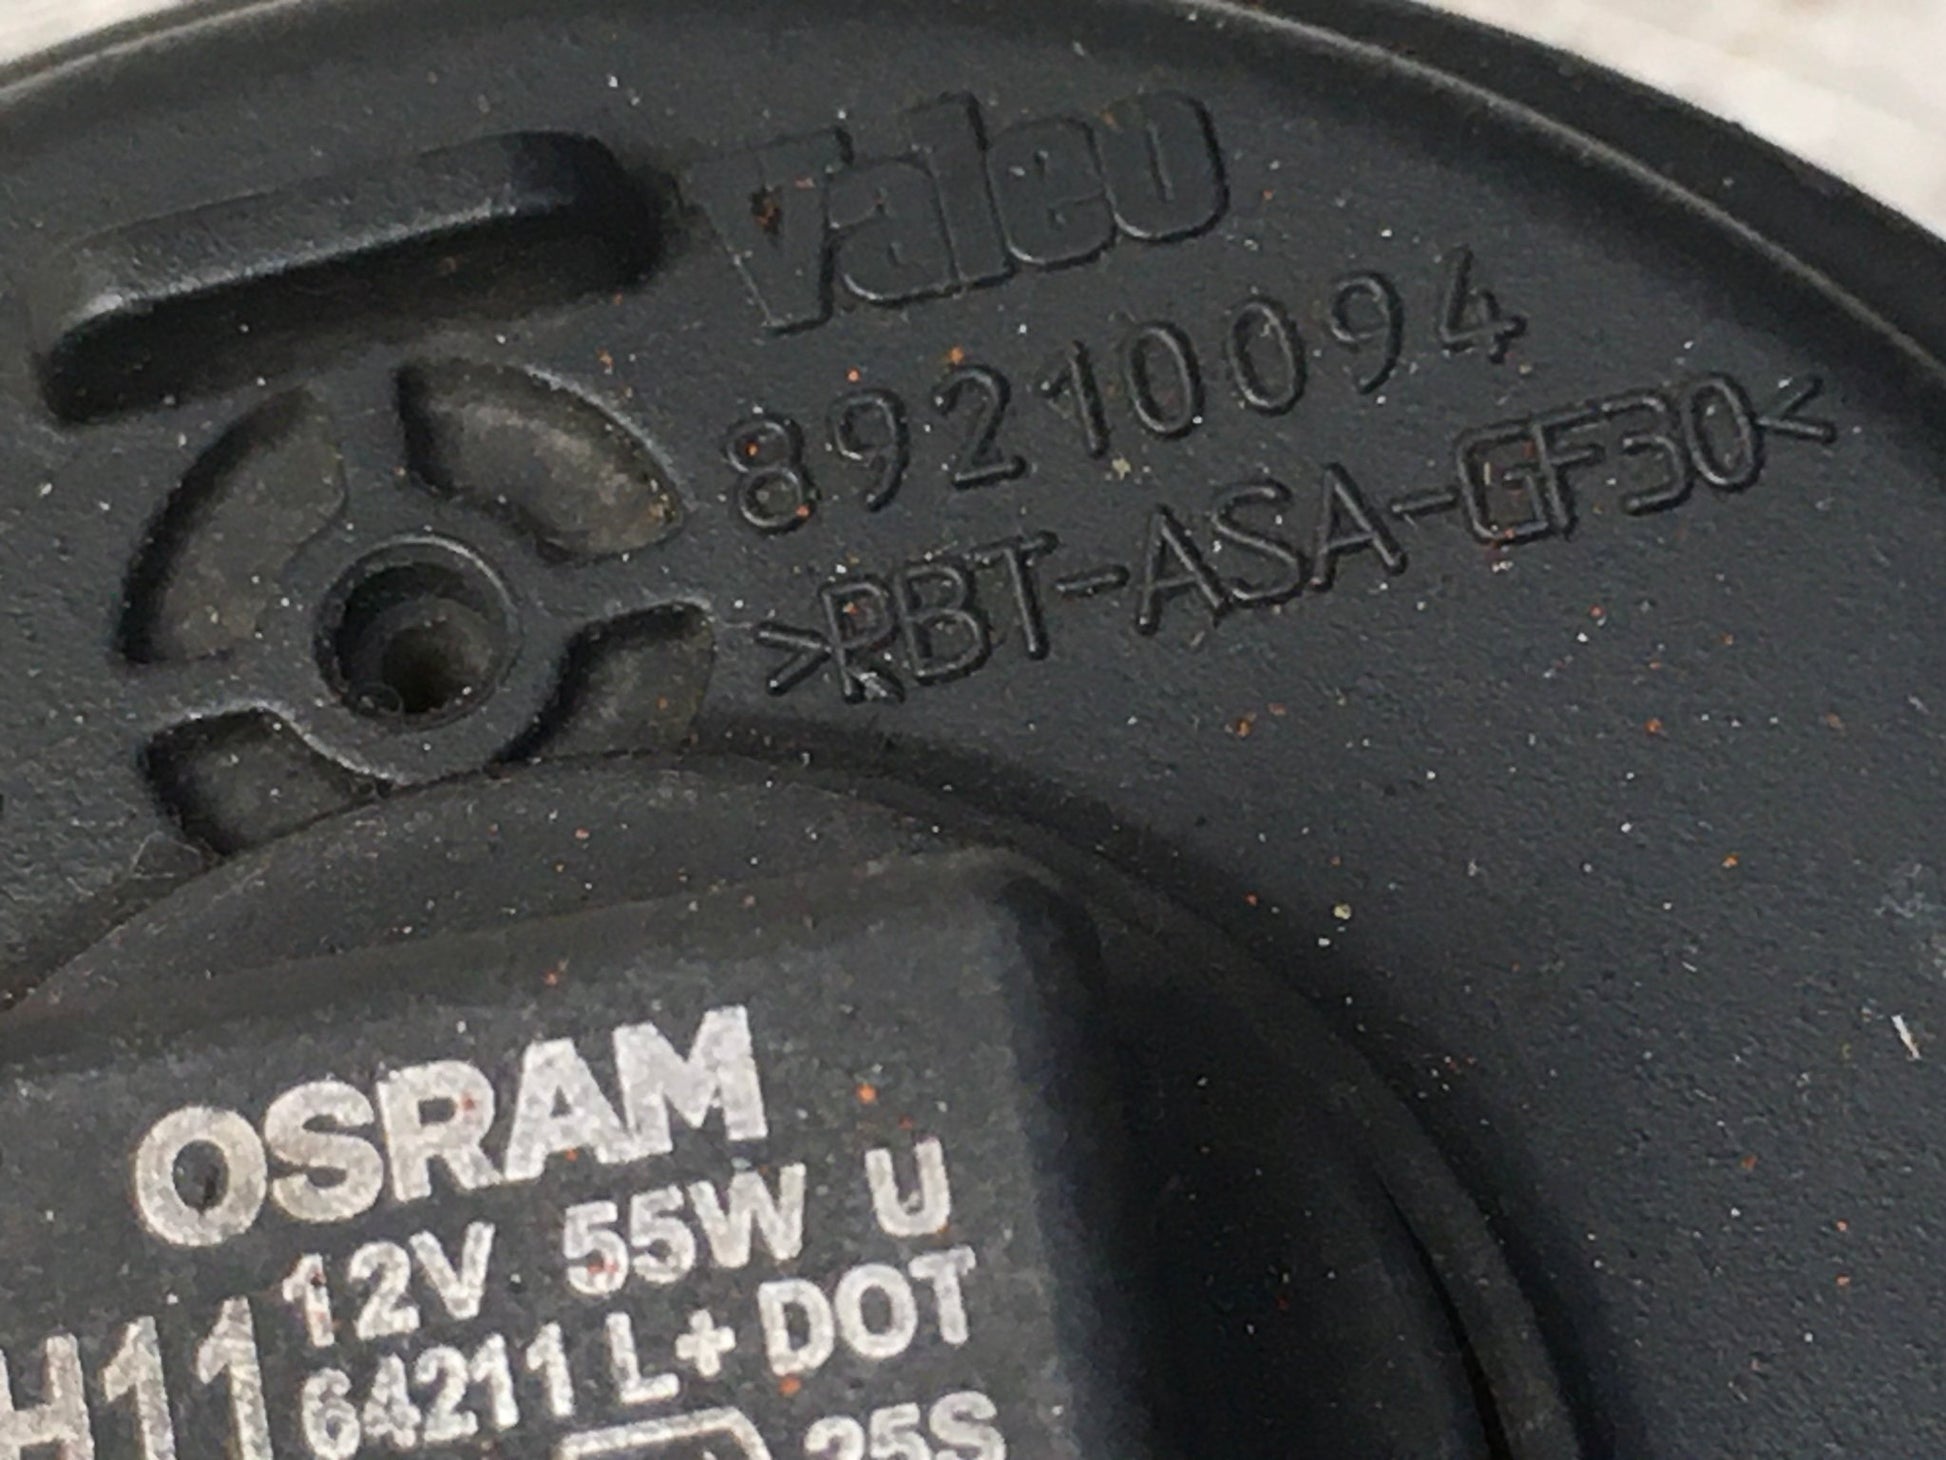 Valeo
89210094
>PBT-ASA-GF30<
OSRAM
12V 55W U
H11 64211 L+ DOT
25S